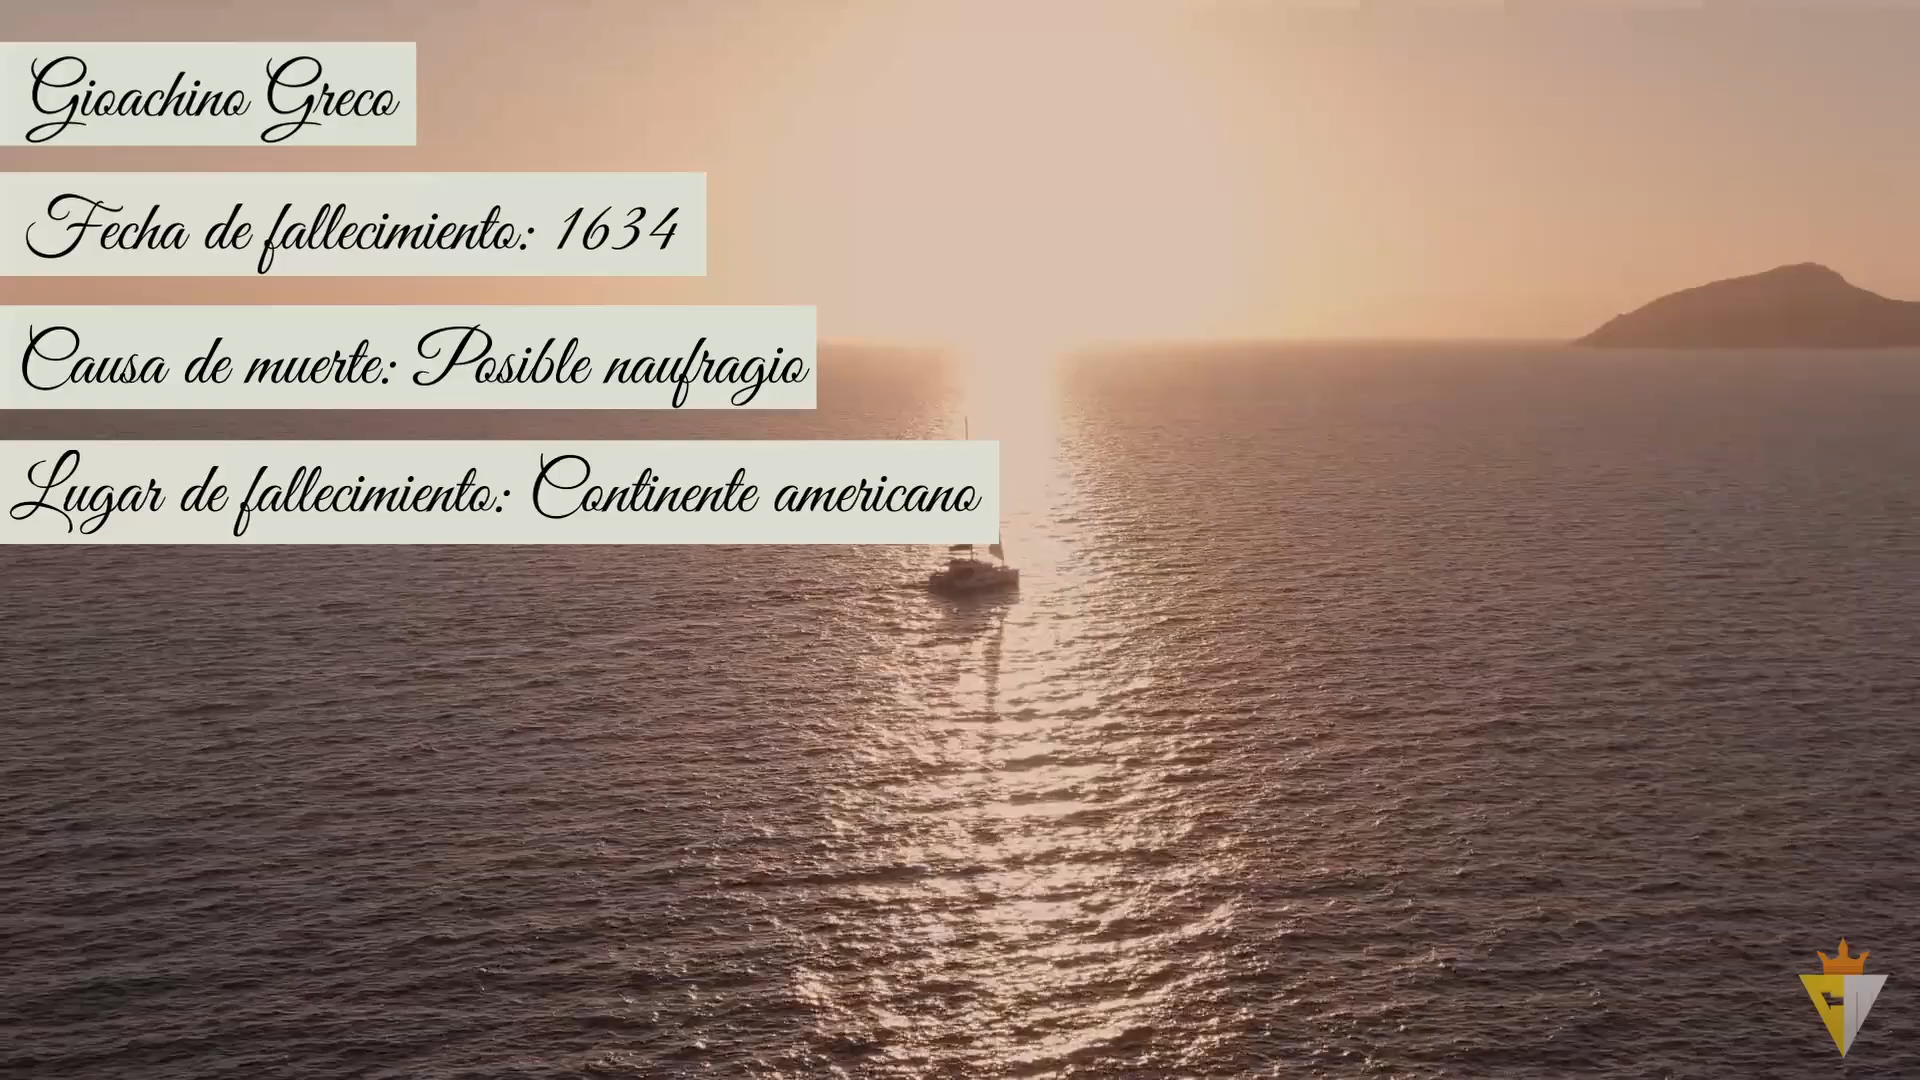 Gioachino Greco
Fecha de fallecimiento: 1634
Causa de muerte: Posible naufragio
Lugar de fallecimiento: Continente americano